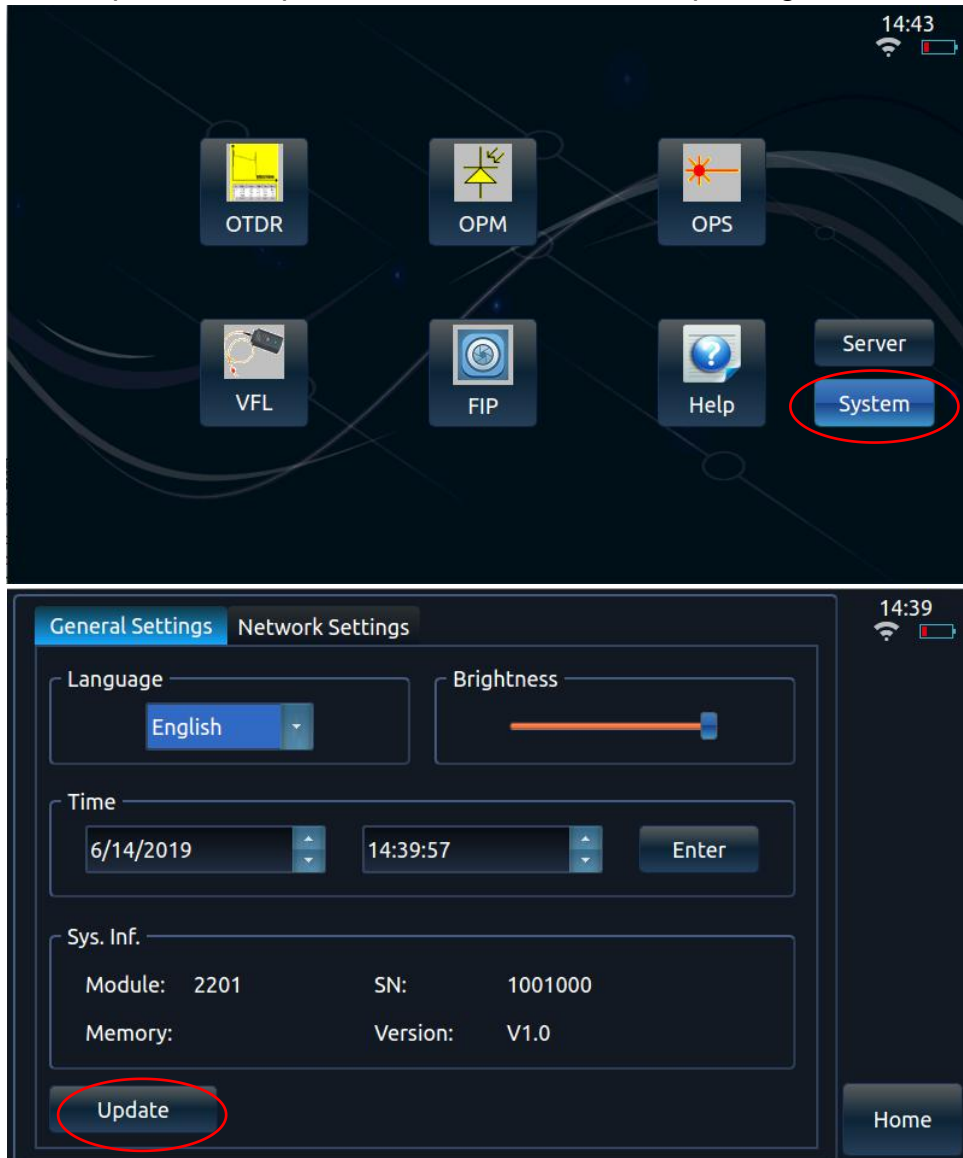 14:43
OTDR
OPM
OPS
VFL
FIP
Help
Server
System
14:39
General Settings
Network Settings
Language
Brightness
English
Time
6/14/2019
14:39:57
Enter
Sys. Inf.
Module: 2201
SN: 1001000
Memory:
Version: V1.0
Update
Home